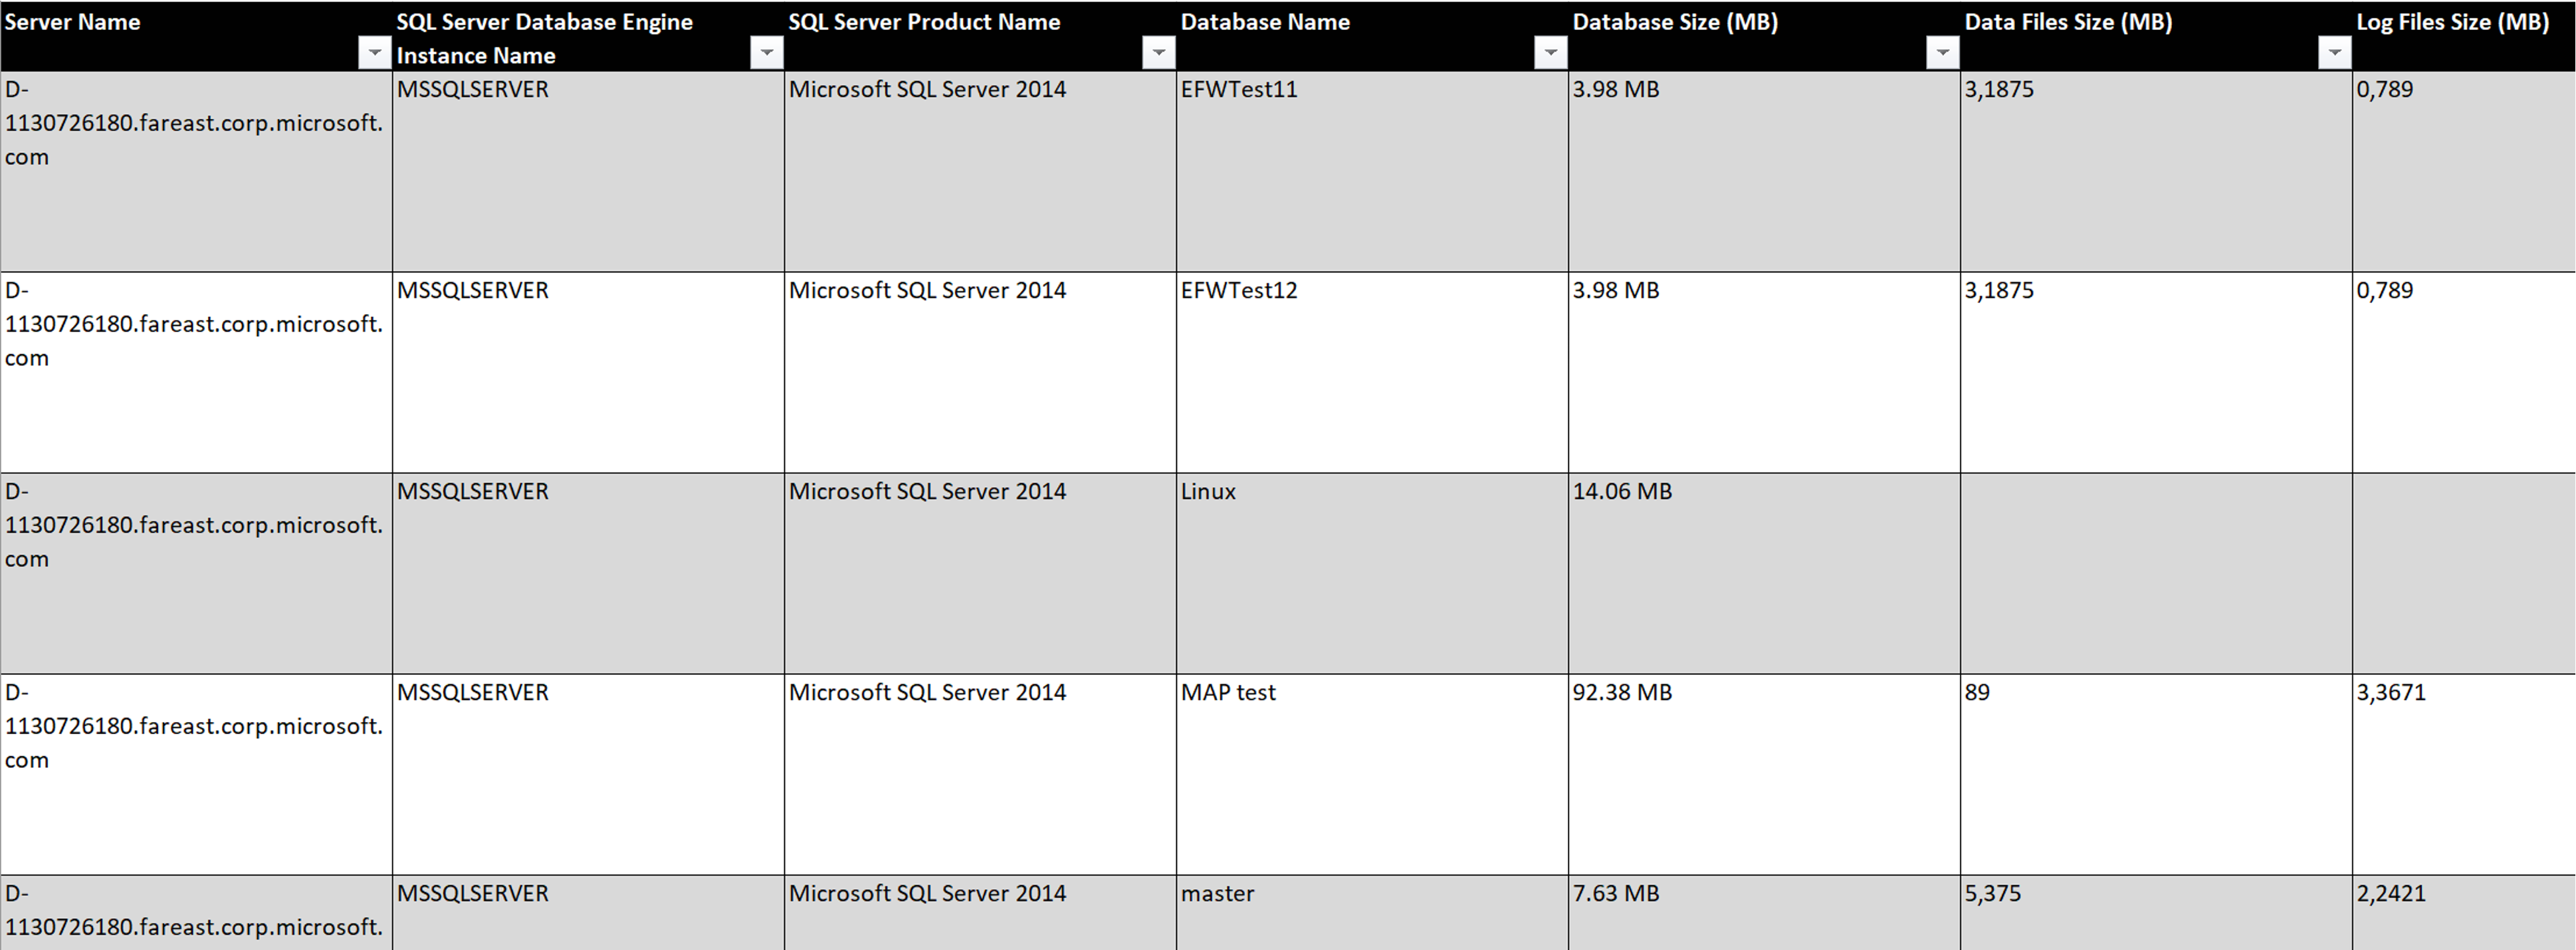 Server Name
SQL Server Database Engine
Instance Name
SQL Server Product Name
Database Name
Database Size (MB)
Data Files Size (MB)
Log Files Size (MB)
D-
1130726180.fareast.corp.microsoft.
com
MSSQLSERVER
Microsoft SQL Server 2014
EFWTest11
3.98 MB
3,1875
0,789
D-
1130726180.fareast.corp.microsoft.
com
MSSQLSERVER
Microsoft SQL Server 2014
EFWTest12
3.98 MB
3,1875
0,789
D-
1130726180.fareast.corp.microsoft.
com
MSSQLSERVER
Microsoft SQL Server 2014
Linux
14.06 MB
D-
1130726180.fareast.corp.microsoft.
com
MSSQLSERVER
Microsoft SQL Server 2014
MAP test
92.38 MB
89
3,3671
D-
1130726180.fareast.corp.microsoft.
MSSQLSERVER
Microsoft SQL Server 2014
master
7.63 MB
5,375
2,2421